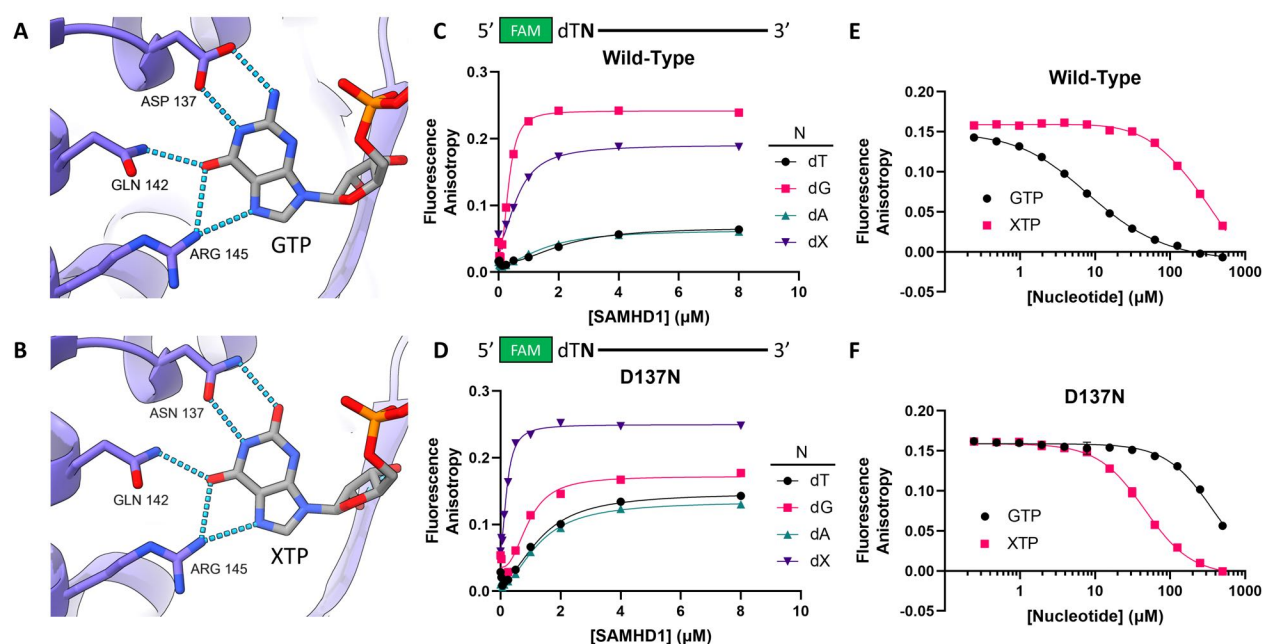 A
ASP 137
GLN 142
ARG 145
GTP
B
ASN 137
GLN 142
ARG 145
XTP
C
5’ FAM dTN 3’
Wild-Type
Fluorescence
Anisotropy
0.3
0.2
0.1
0.0
0 2 4 6 8 10
[SAMHD1] (µM)
N
dT
dG
dA
dX
D
5’ FAM dTN 3’
D137N
Fluorescence
Anisotropy
0.3
0.2
0.1
0.0
0 2 4 6 8 10
[SAMHD1] (µM)
N
dT
dG
dA
dX
E
Wild-Type
Fluorescence
Anisotropy
0.20
0.15
0.10
0.05
0.00
-0.05
1 10 100 1000
[Nucleotide] (µM)
GTP
XTP
F
D137N
Fluorescence
Anisotropy
0.20
0.15
0.10
0.05
0.00
-0.05
1 10 100 1000
[Nucleotide] (µM)
GTP
XTP